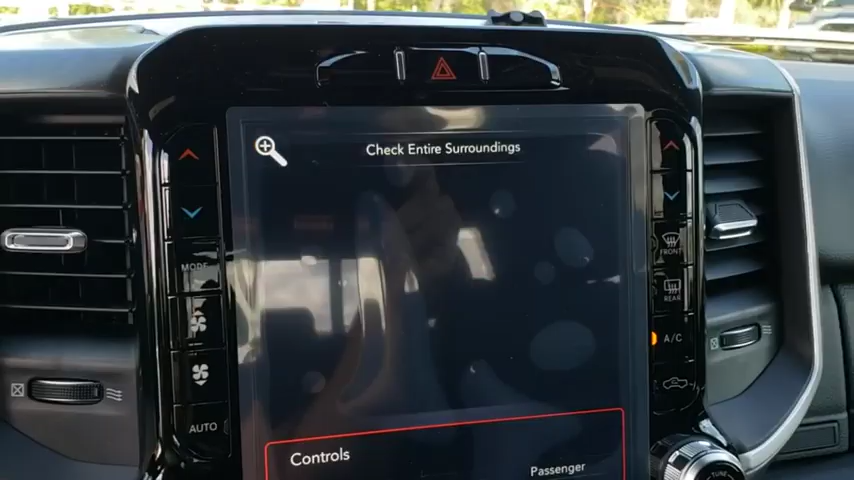 Check Entire Surroundings
MODE
FRONT
REAR
A/C
AUTO
Controls
Passenger
TUNE